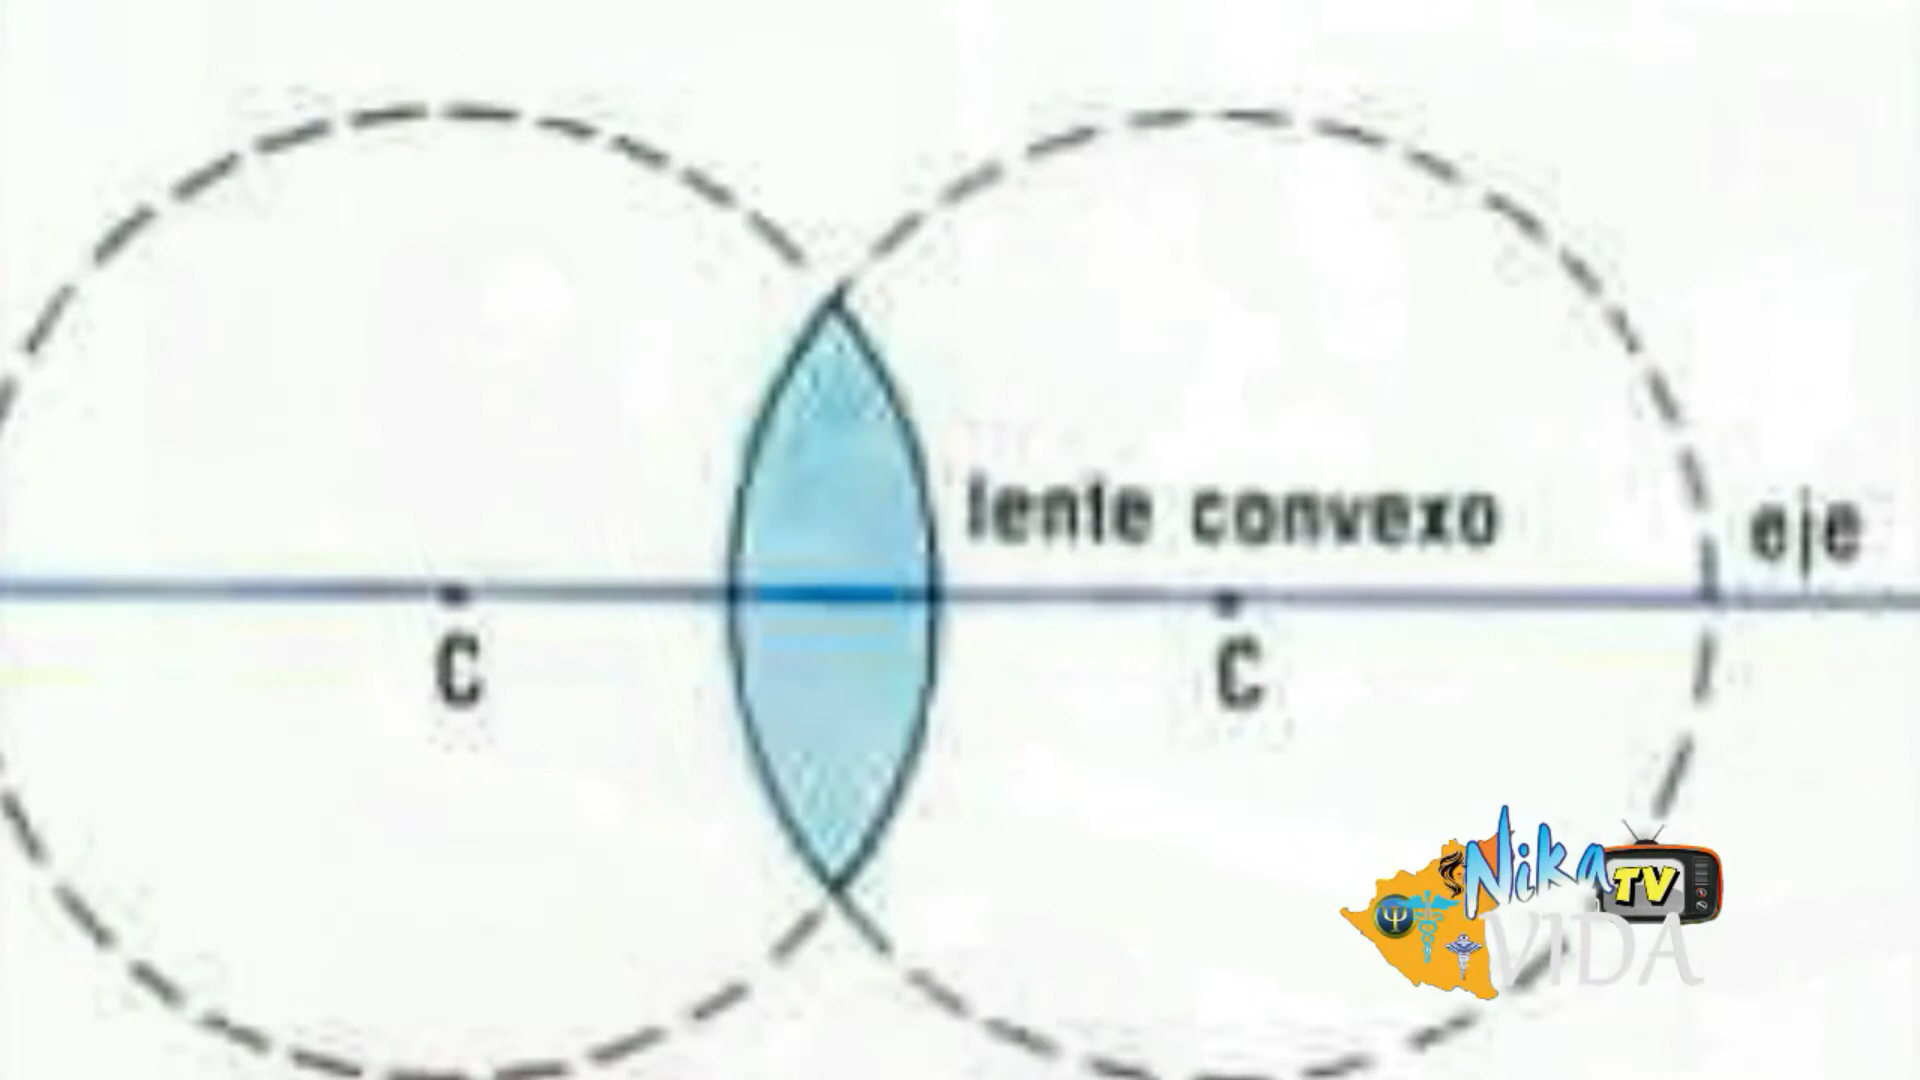 lente convexo
eje
C
C
Nika
TV
VIDA
Ψ